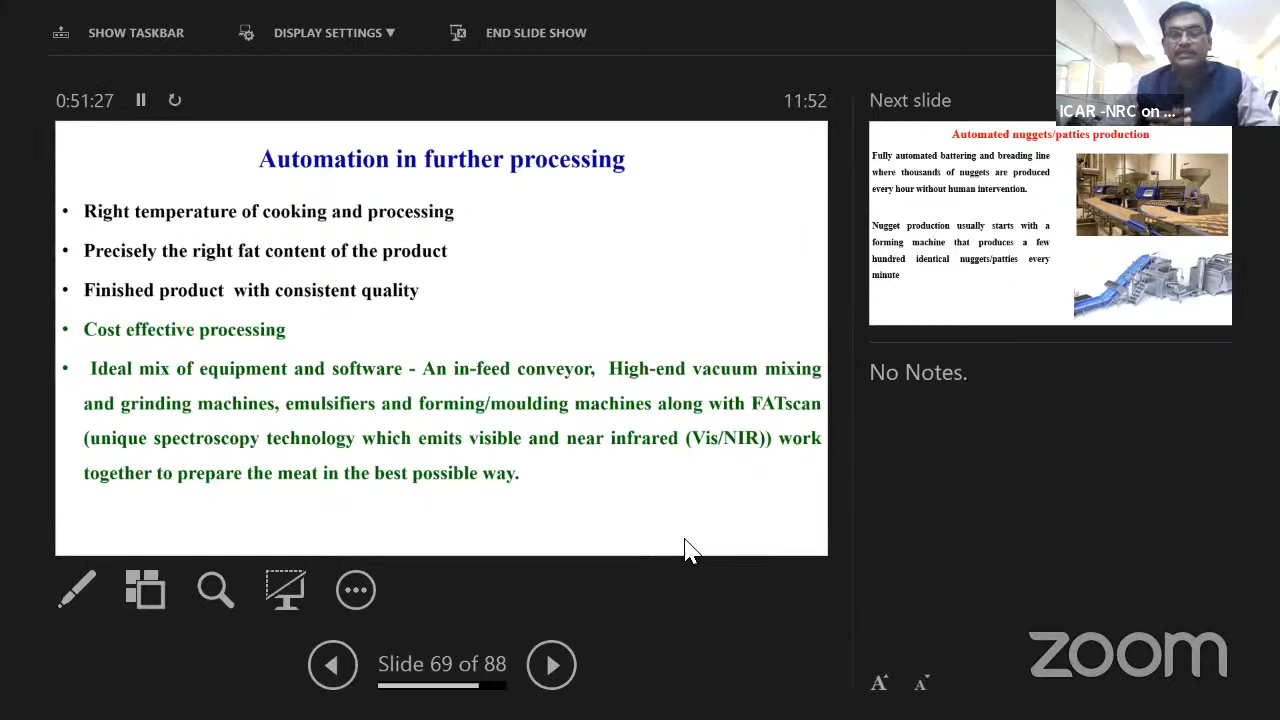 SHOW TASKBAR
DISPLAY SETTINGS ▼
END SLIDE SHOW
0:51:27
11:52
Next slide
ICAR -NRC on ...
Automation in further processing
• Right temperature of cooking and processing
• Precisely the right fat content of the product
• Finished product with consistent quality
• Cost effective processing
• Ideal mix of equipment and software - An in-feed conveyor, High-end vacuum mixing
and grinding machines, emulsifiers and forming/moulding machines along with FATscan
(unique spectroscopy technology which emits visible and near infrared (Vis/NIR)) work
together to prepare the meat in the best possible way.
Automated nuggets/patties production
Fully automated battering and breading line
where thousands of nuggets are produced
every hour without human intervention.
Nugget production usually starts with a
forming machine that produces a few
hundred identical nuggets/patties every
minute
No Notes.
Slide 69 of 88
zoom
A A